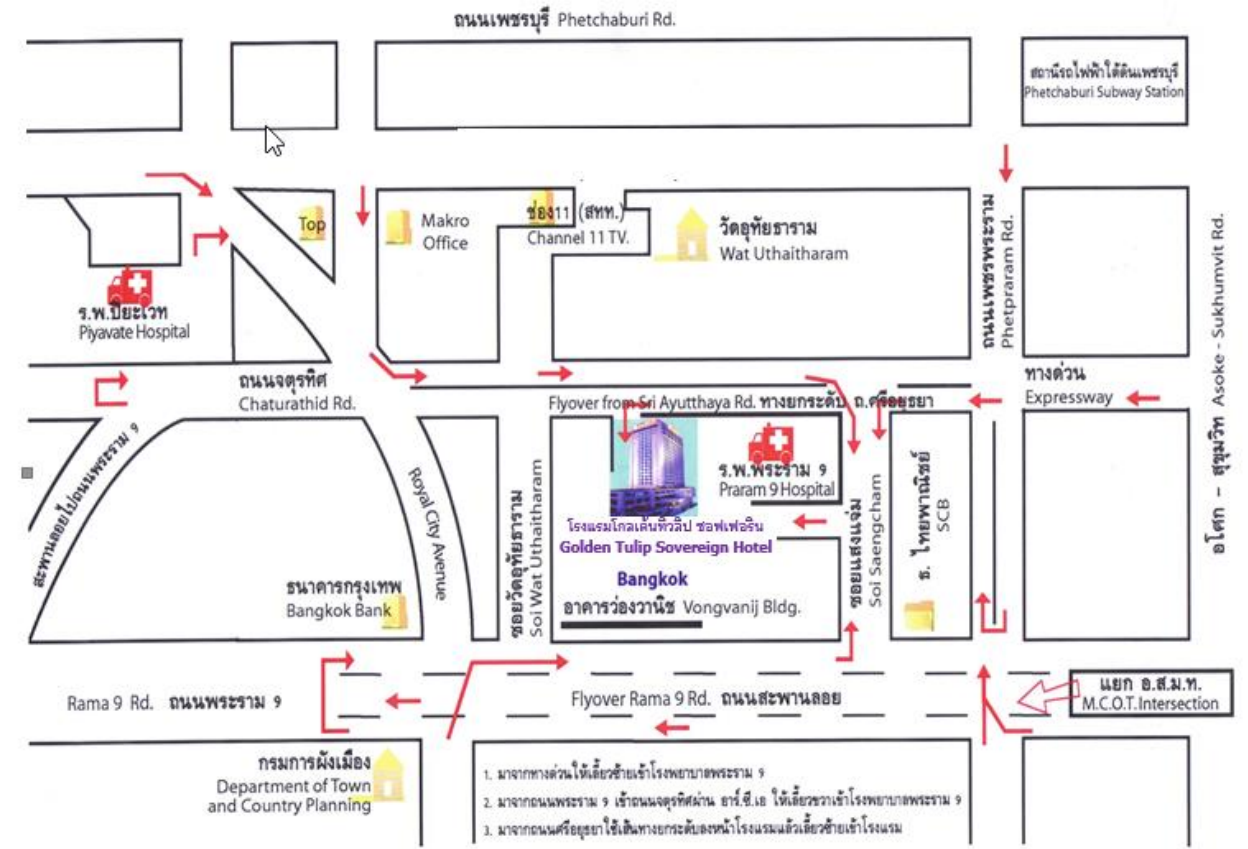 ถนนเพชรบุรี Phetchaburi Rd.
สถานีรถไฟฟ้าใต้ดินเพชรบุรี
Phetchaburi Subway Station
Top
Makro
Office
ช่อง11 (สทท.)
Channel 11 TV.
วัดอุทัยธาราม
Wat Uthaitharam
ถนนเพชรพระราม
Phetpraram Rd.
อโศก - สุขุมวิท Asoke - Sukhumvit Rd.
ร.พ.ปิยะเวท
Piyavate Hospital
ถนนจตุรทิศ
Chaturathid Rd.
Flyover from Sri Ayutthaya Rd. ทางยกระดับ ถ.ศรีอยุธยา
ทางด่วน
Expressway
สะพานลอยไปถนนพระราม 9
Royal City Avenue
ซอยวัดอุทัยธาราม
Soi Wat Uthaitharam
ร.พ.พระราม 9
Praram 9 Hospital
โรงแรมโกลเด้นทิวลิป ซอฟเฟอริน
Golden Tulip Sovereign Hotel
Bangkok
อาคารว่องวานิช Vongvanij Bldg.
ซอยแสงแจ่ม
Soi Saengcham
ธ. ไทยพาณิชย์
SCB
ธนาคารกรุงเทพ
Bangkok Bank
Rama 9 Rd. ถนนพระราม 9
Flyover Rama 9 Rd. ถนนสะพานลอย
แยก อ.ส.ม.ท.
M.C.O.T. Intersection
กรมการผังเมือง
Department of Town
and Country Planning
1. มาจากทางด่วนให้เลี้ยวซ้ายเข้าโรงพยาบาลพระราม 9
2. มาจากถนนพระราม 9 เข้าถนนจตุรทิศผ่าน อาร์.ซี.เอ ให้เลี้ยวขวาเข้าโรงพยาบาลพระราม 9
3. มาจากถนนศรีอยุธยาใช้เส้นทางยกระดับลงหน้าโรงแรมแล้วเลี้ยวซ้ายเข้าโรงแรม